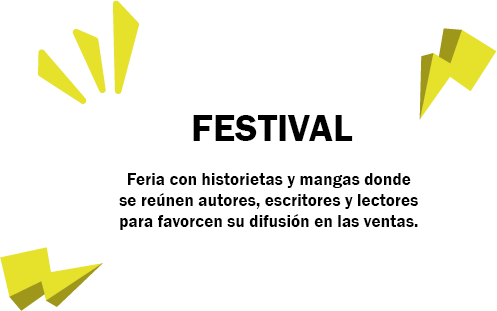 FESTIVAL
Feria con historietas y mangas donde
se reúnen autores, escritores y lectores
para favorcen su difusión en las ventas.